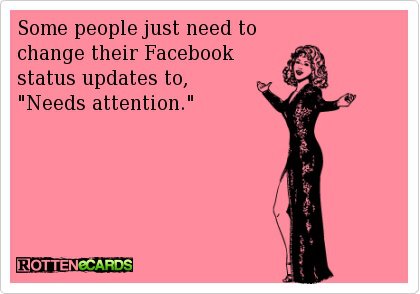 Some people just need to
change their Facebook
status updates to,
"Needs attention."
ROTTENeCARDS